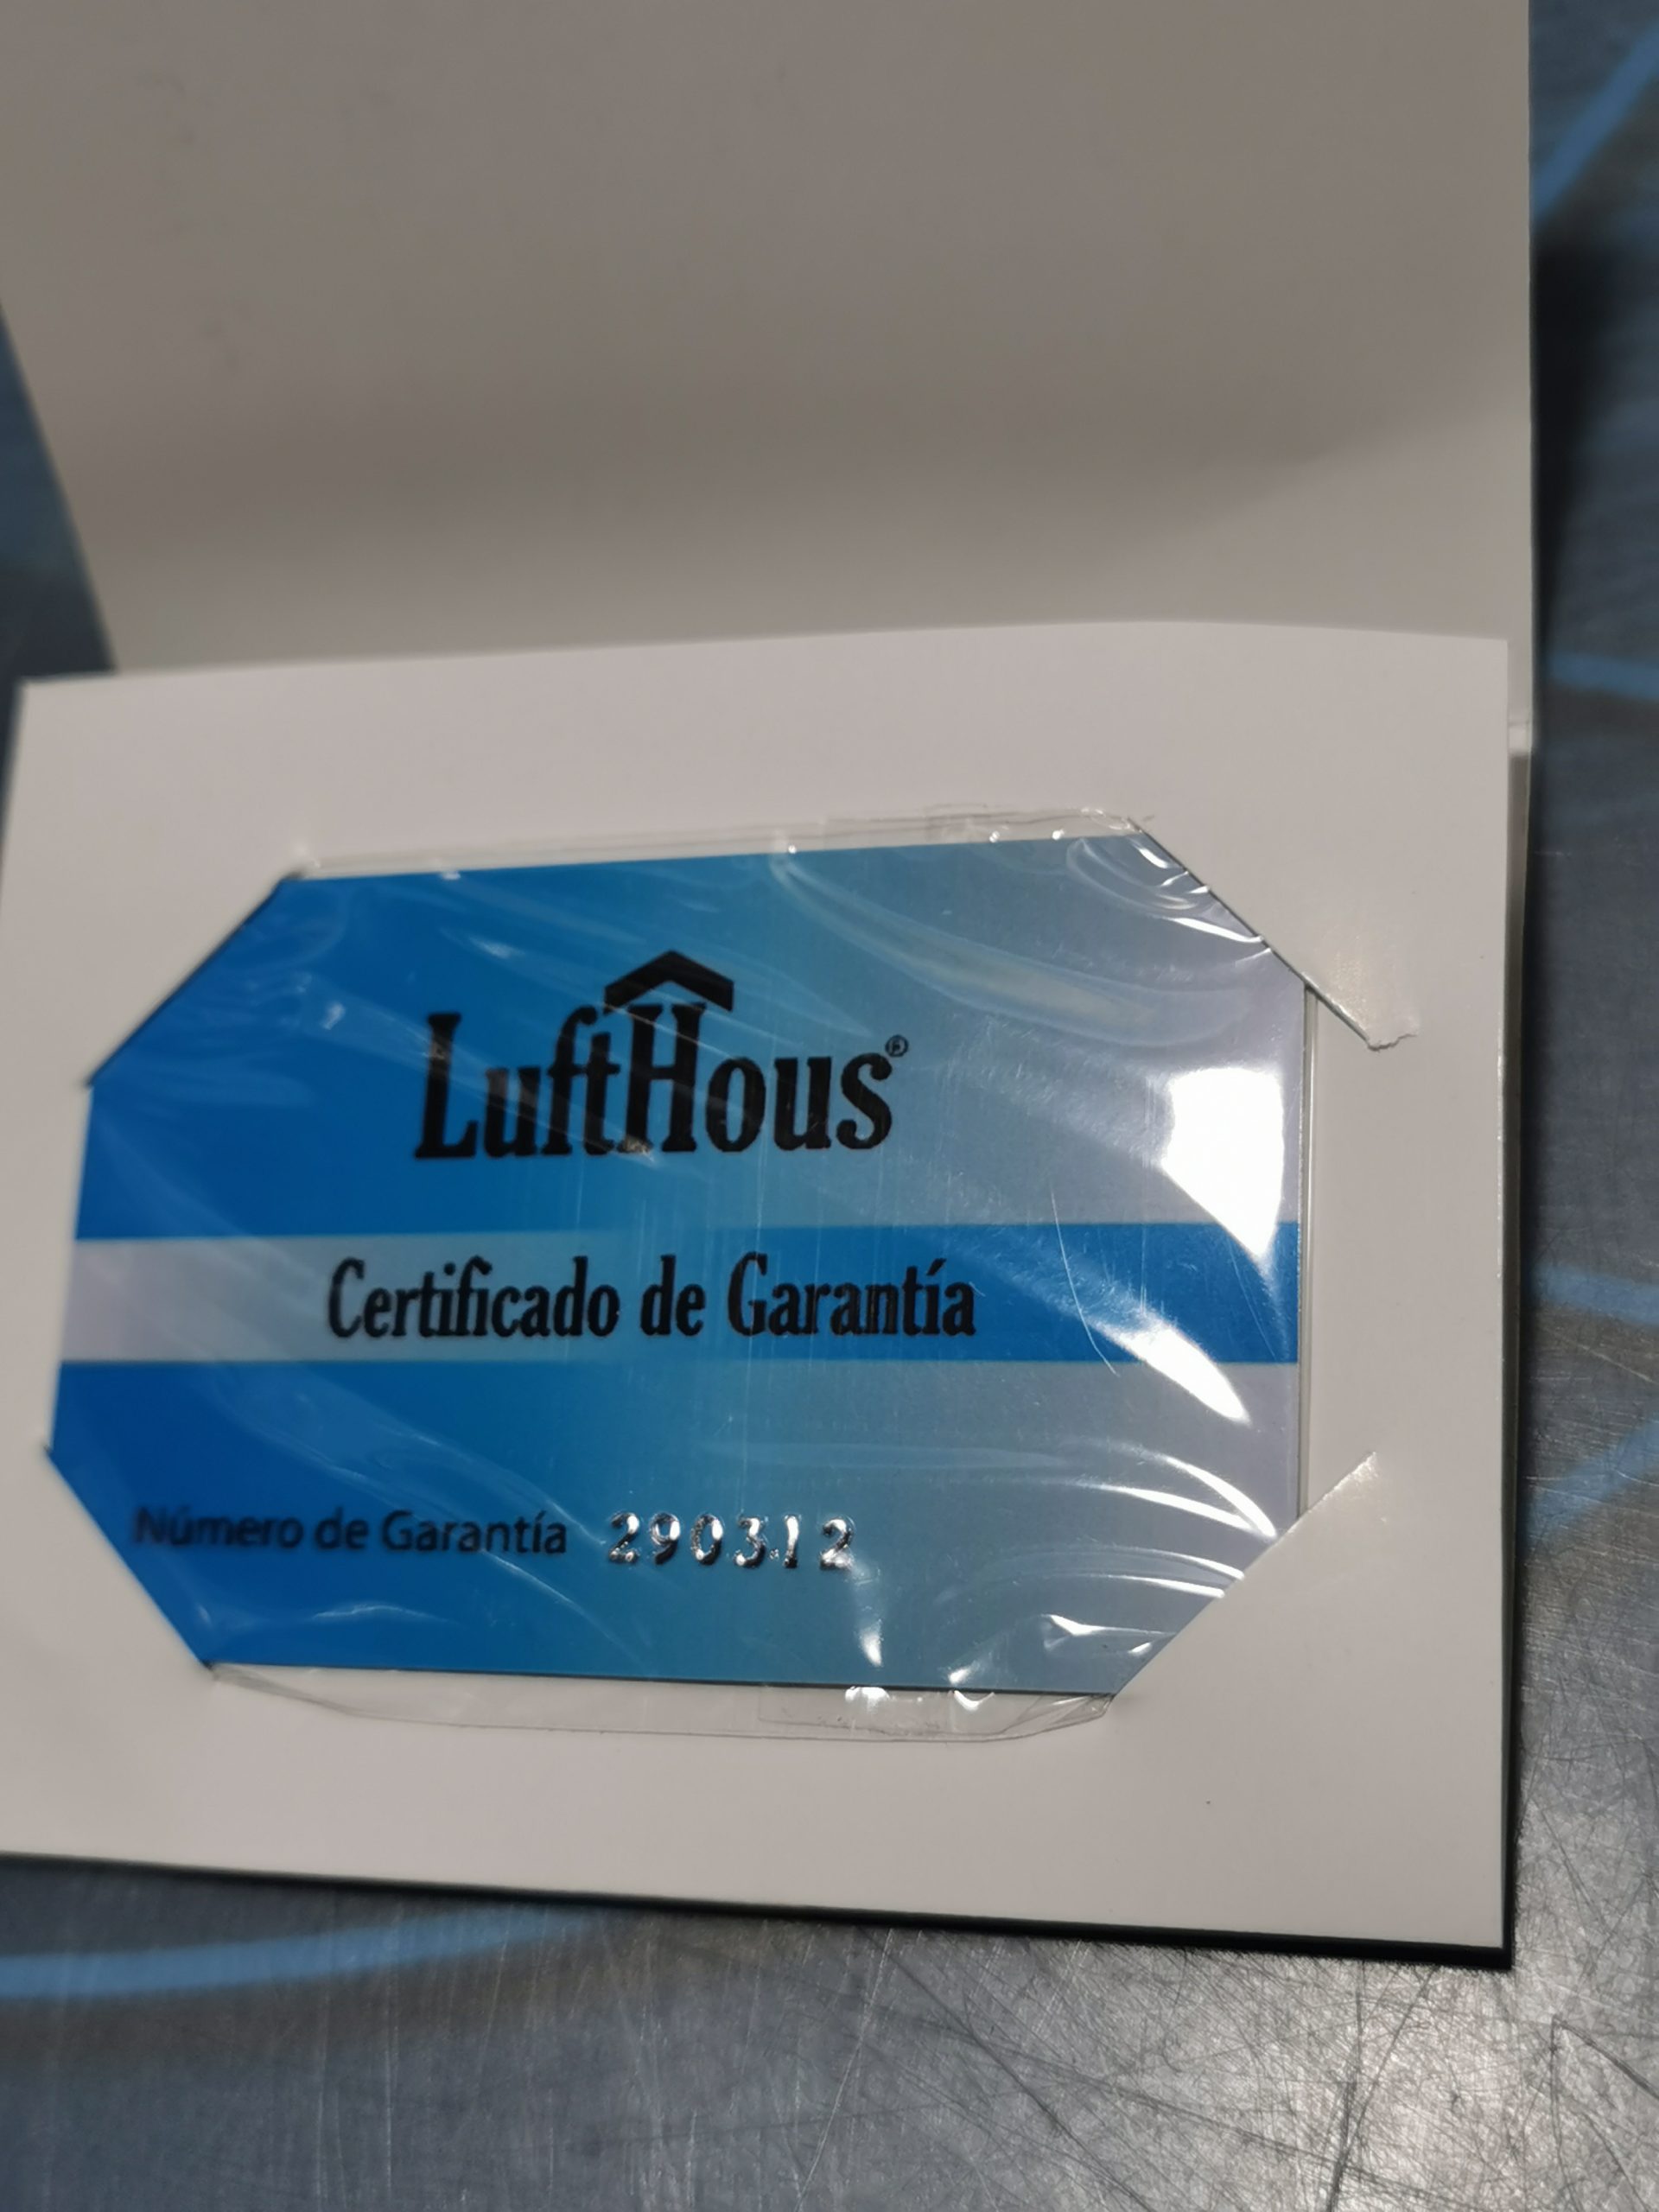 LuftHous®
Certificado de Garantía
Número de Garantía 290312